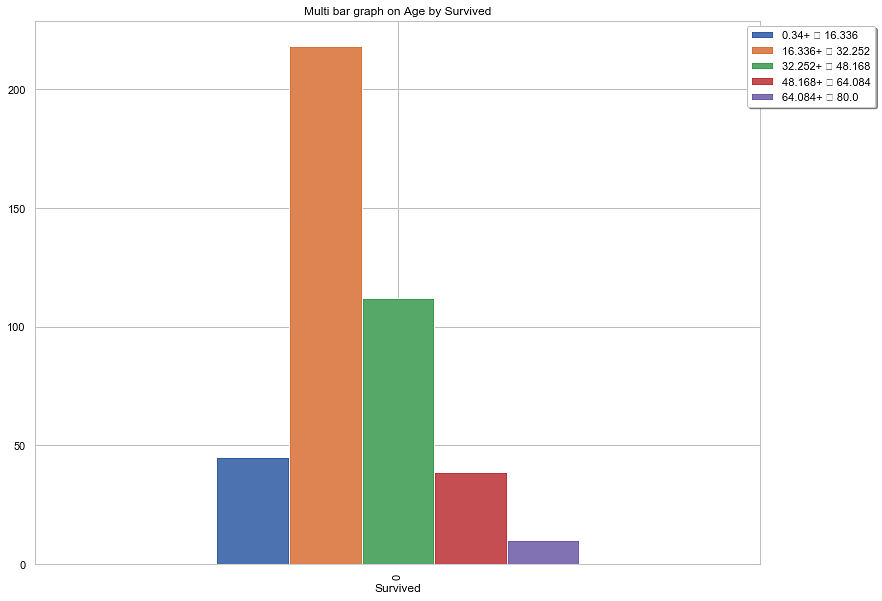 Multi bar graph on Age by Survived
0.34+ □ 16.336
16.336+ □ 32.252
32.252+ □ 48.168
48.168+ □ 64.084
64.084+ □ 80.0
200
150
100
50
0
0
Survived